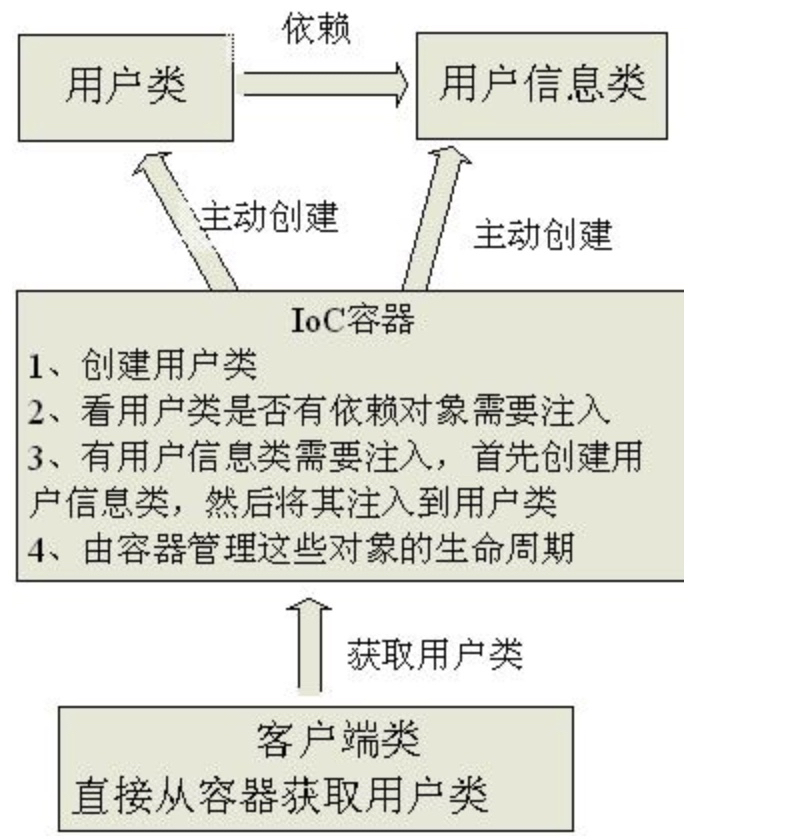 依赖
用户类
用户信息类
主动创建
主动创建
IoC容器
1、创建用户类
2、看用户类是否有依赖对象需要注入
3、有用户信息类需要注入，首先创建用
户信息类，然后将其注入到用户类
4、由容器管理这些对象的生命周期
获取用户类
客户端类
直接从容器获取用户类